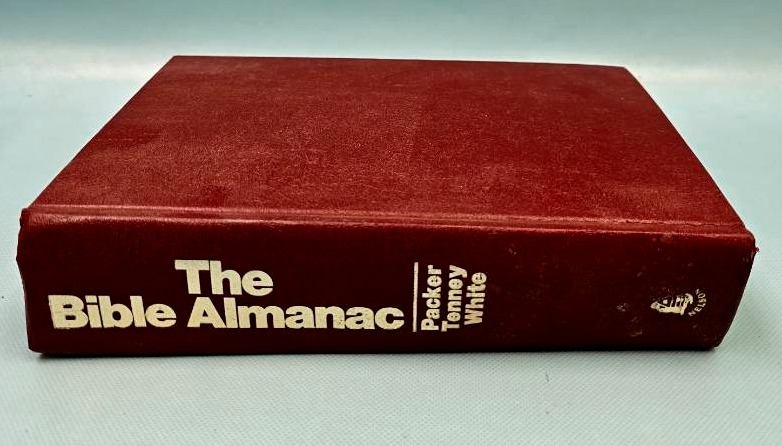 The
Bible Almanac
Packer
Tenney
White
NELSON